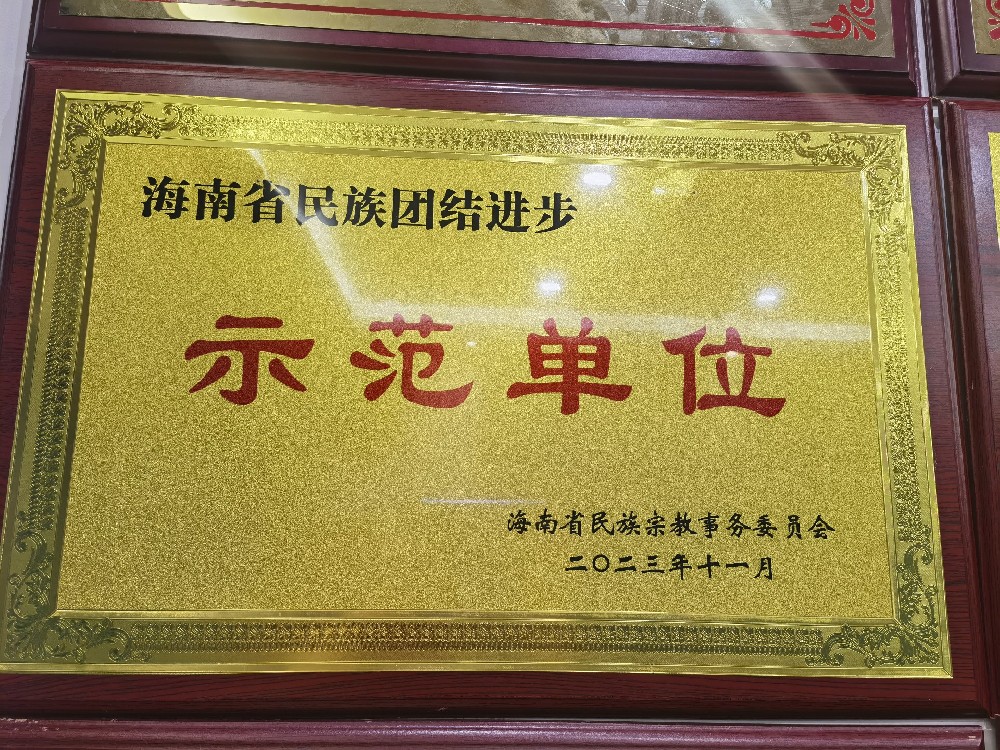 海南省民族团结进步
示范单位
海南省民族宗教事务委员会
二〇二三年十一月